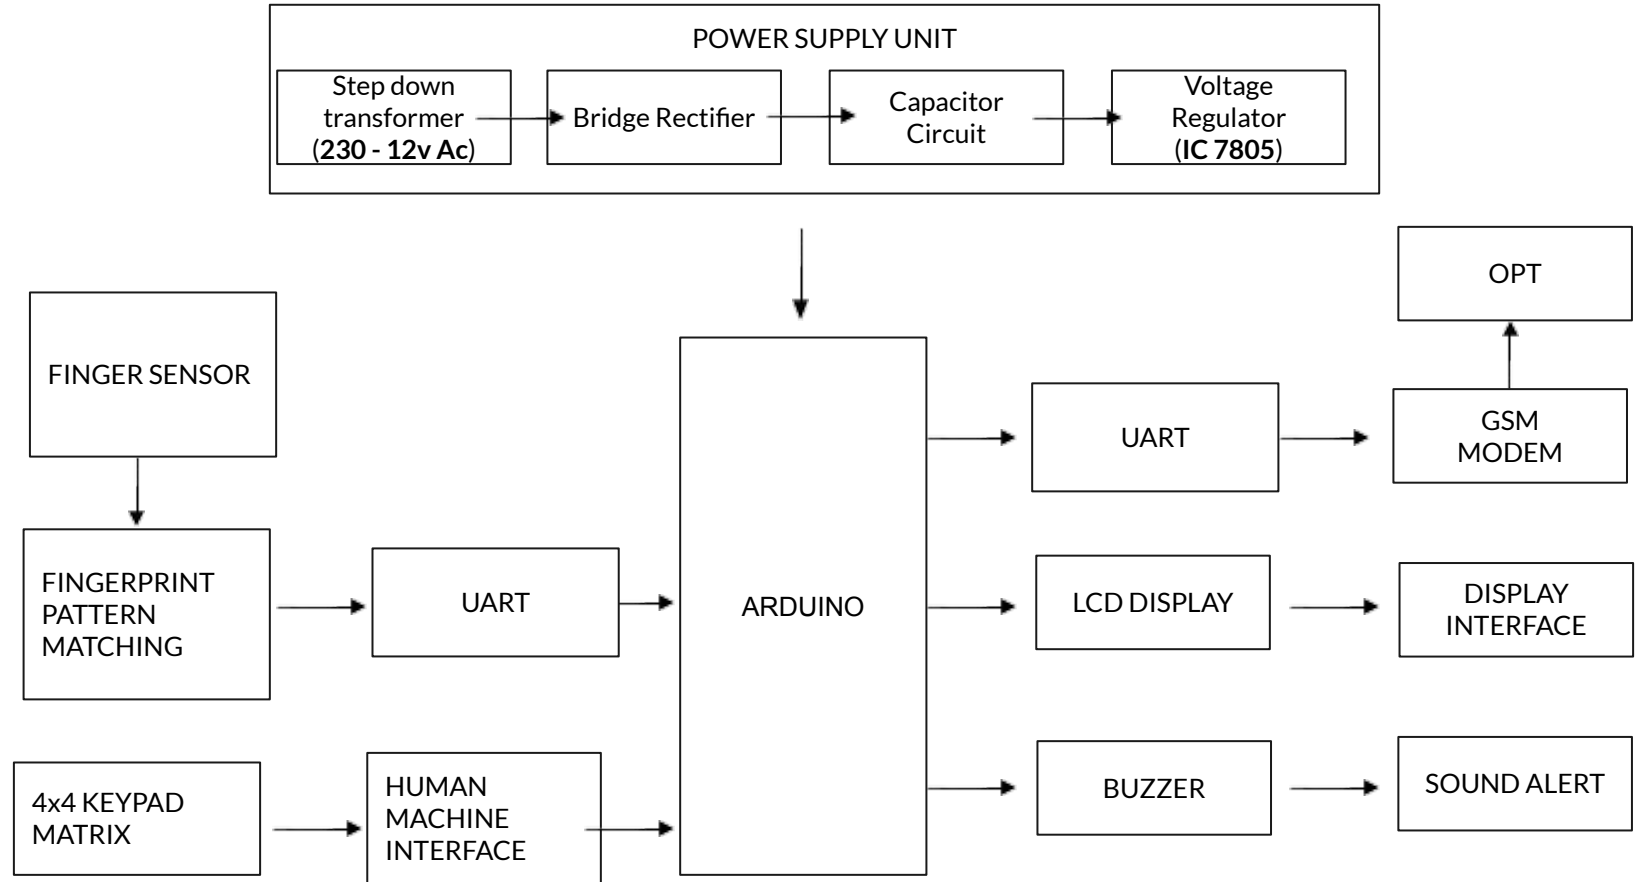 POWER SUPPLY UNIT
Step down
transformer
(230 - 12v Ac)
Bridge Rectifier
Capacitor
Circuit
Voltage
Regulator
(IC 7805)
OPT
FINGER SENSOR
UART
GSM
MODEM
FINGERPRINT
PATTERN
MATCHING
UART
ARDUINO
LCD DISPLAY
DISPLAY
INTERFACE
4x4 KEYPAD
MATRIX
HUMAN
MACHINE
INTERFACE
BUZZER
SOUND ALERT